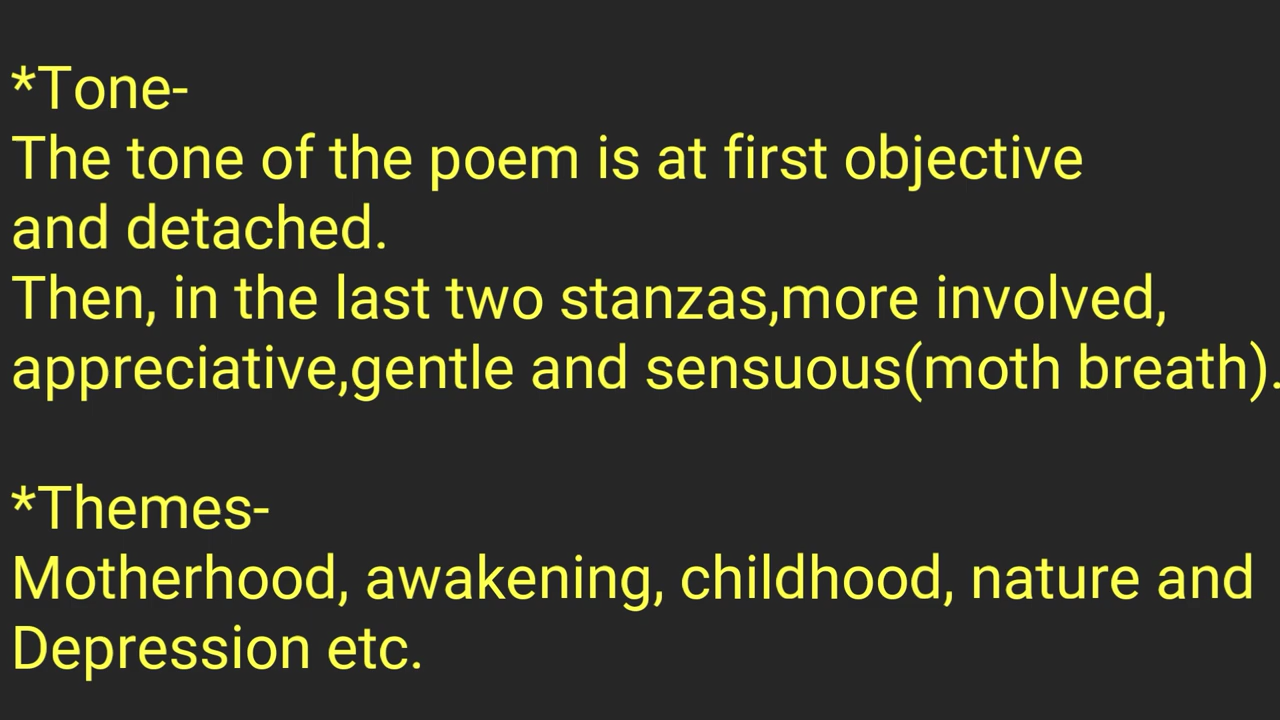 *Tone-
The tone of the poem is at first objective
and detached.
Then, in the last two stanzas,more involved,
appreciative,gentle and sensuous(moth breath).
*Themes-
Motherhood, awakening, childhood, nature and
Depression etc.